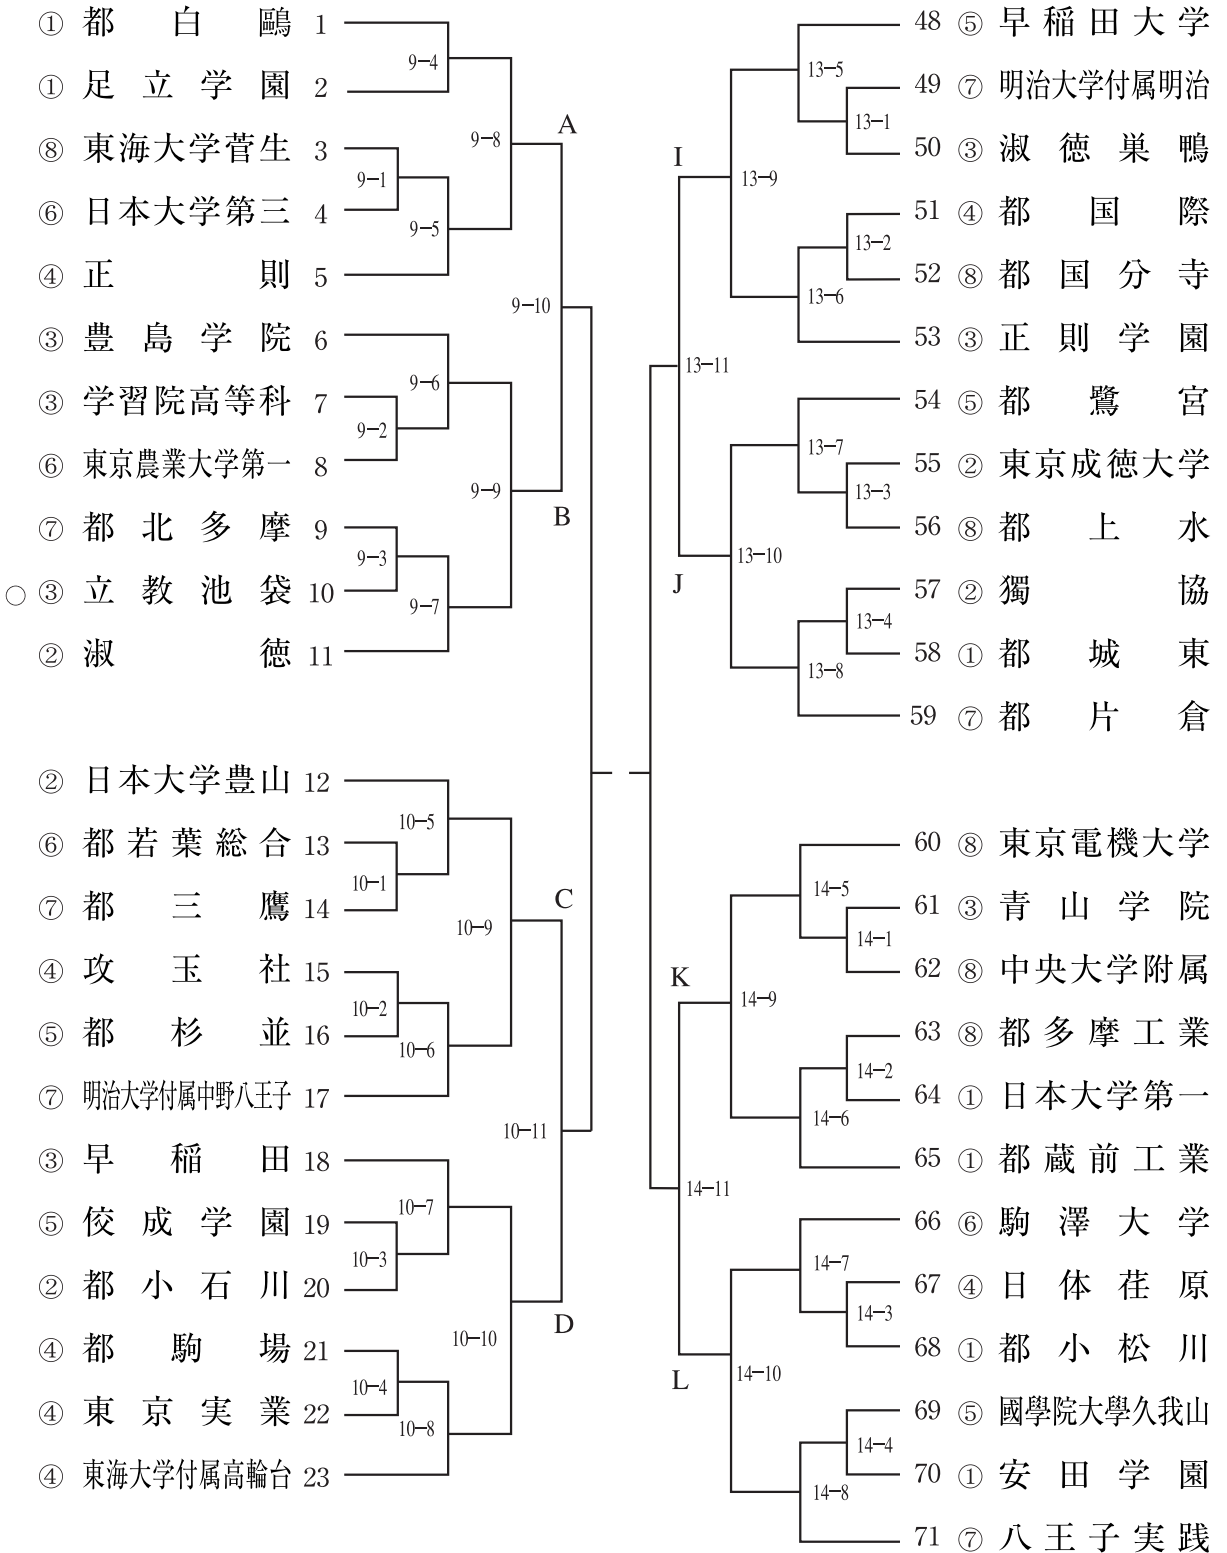 ① 都白鷗 1
① 足立学園 2
⑧ 東海大学菅生 3
⑥ 日本大学第三 4
④ 正則 5
③ 豊島学院 6
③ 学習院高等科 7
⑥ 東京農業大学第一 8
⑦ 都北多摩 9
○ ③ 立教池袋 10
② 淑徳 11
9-4
9-8
A
9-1
9-5
9-10
9-6
9-2
9-9
B
9-3
9-7
② 日本大学豊山 12
⑥ 都若葉総合 13
⑦ 都三鷹 14
④ 攻玉社 15
⑤ 都杉並 16
⑦ 明治大学付属中野八王子 17
③ 早稲田 18
⑤ 佼成学園 19
② 都小石川 20
④ 都駒場 21
④ 東京実業 22
④ 東海大学付属高輪台 23
10-5
10-1
C
10-9
10-2
10-6
10-11
10-7
10-3
D
10-10
10-4
10-8
48 ⑤ 早稲田大学
49 ⑦ 明治大学付属明治
50 ③ 淑徳巣鴨
51 ④ 都国際
52 ⑧ 都国分寺
53 ③ 正則学園
54 ⑤ 都鷺宮
55 ② 東京成徳大学
56 ⑧ 都上水
57 ② 獨協
58 ① 都城東
59 ⑦ 都片倉
13-5
13-1
I
13-9
13-2
13-6
13-11
13-7
13-3
13-10
J
13-4
13-8
60 ⑧ 東京電機大学
61 ③ 青山学院
62 ⑧ 中央大学附属
63 ⑧ 都多摩工業
64 ① 日本大学第一
65 ① 都蔵前工業
66 ⑥ 駒澤大学
67 ④ 日体荏原
68 ① 都小松川
69 ⑤ 國學院大學久我山
70 ① 安田学園
71 ⑦ 八王子実践
14-5
14-1
K
14-9
14-2
14-6
14-11
14-7
14-3
L
14-10
14-4
14-8